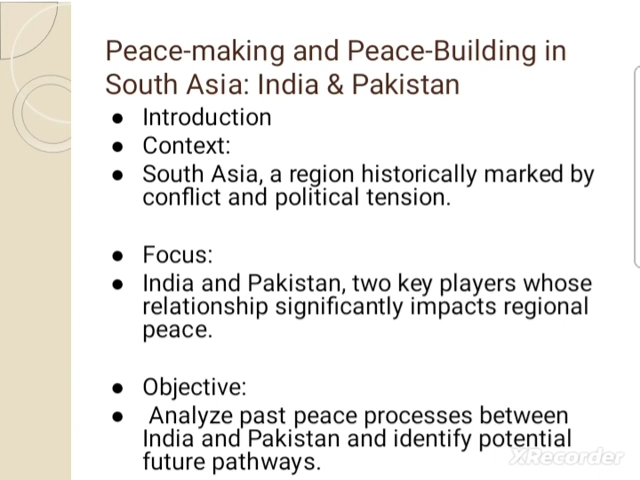 Peace-making and Peace-Building in
South Asia: India & Pakistan
● Introduction
● Context:
● South Asia, a region historically marked by
conflict and political tension.
● Focus:
● India and Pakistan, two key players whose
relationship significantly impacts regional
peace.
● Objective:
● Analyze past peace processes between
India and Pakistan and identify potential
future pathways.
XRecorder